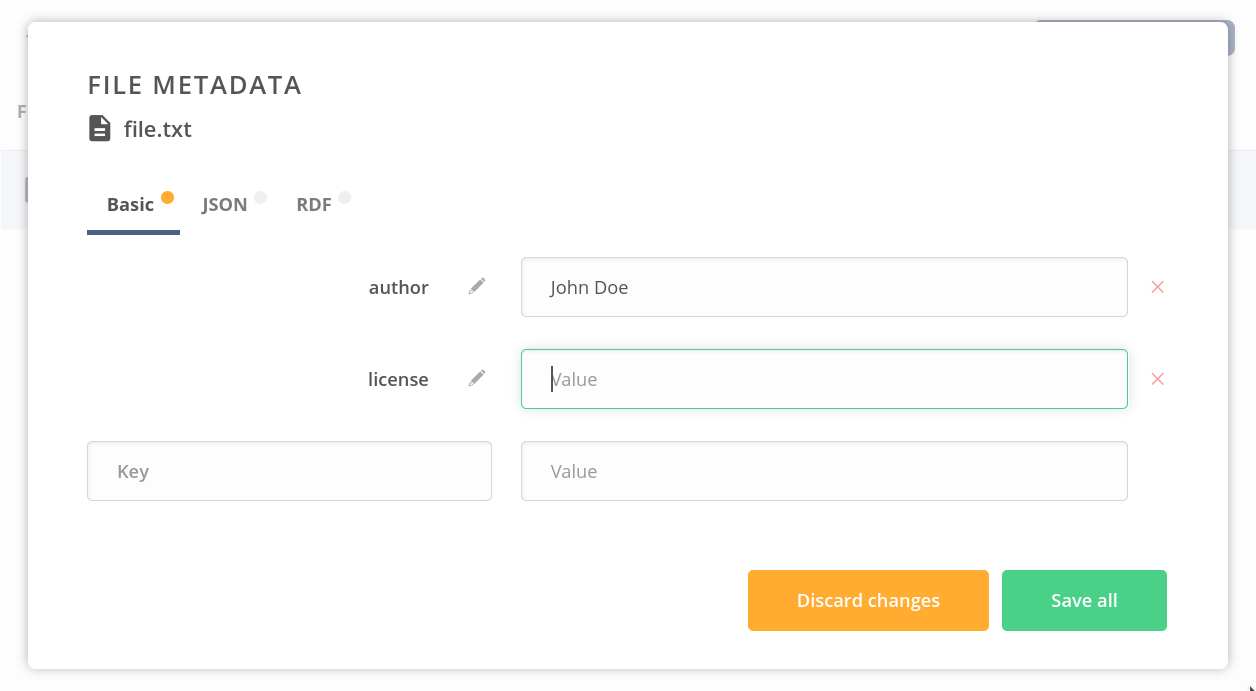 FILE METADATA
file.txt
Basic JSON RDF
author John Doe
license Value
Key Value
Discard changes Save all